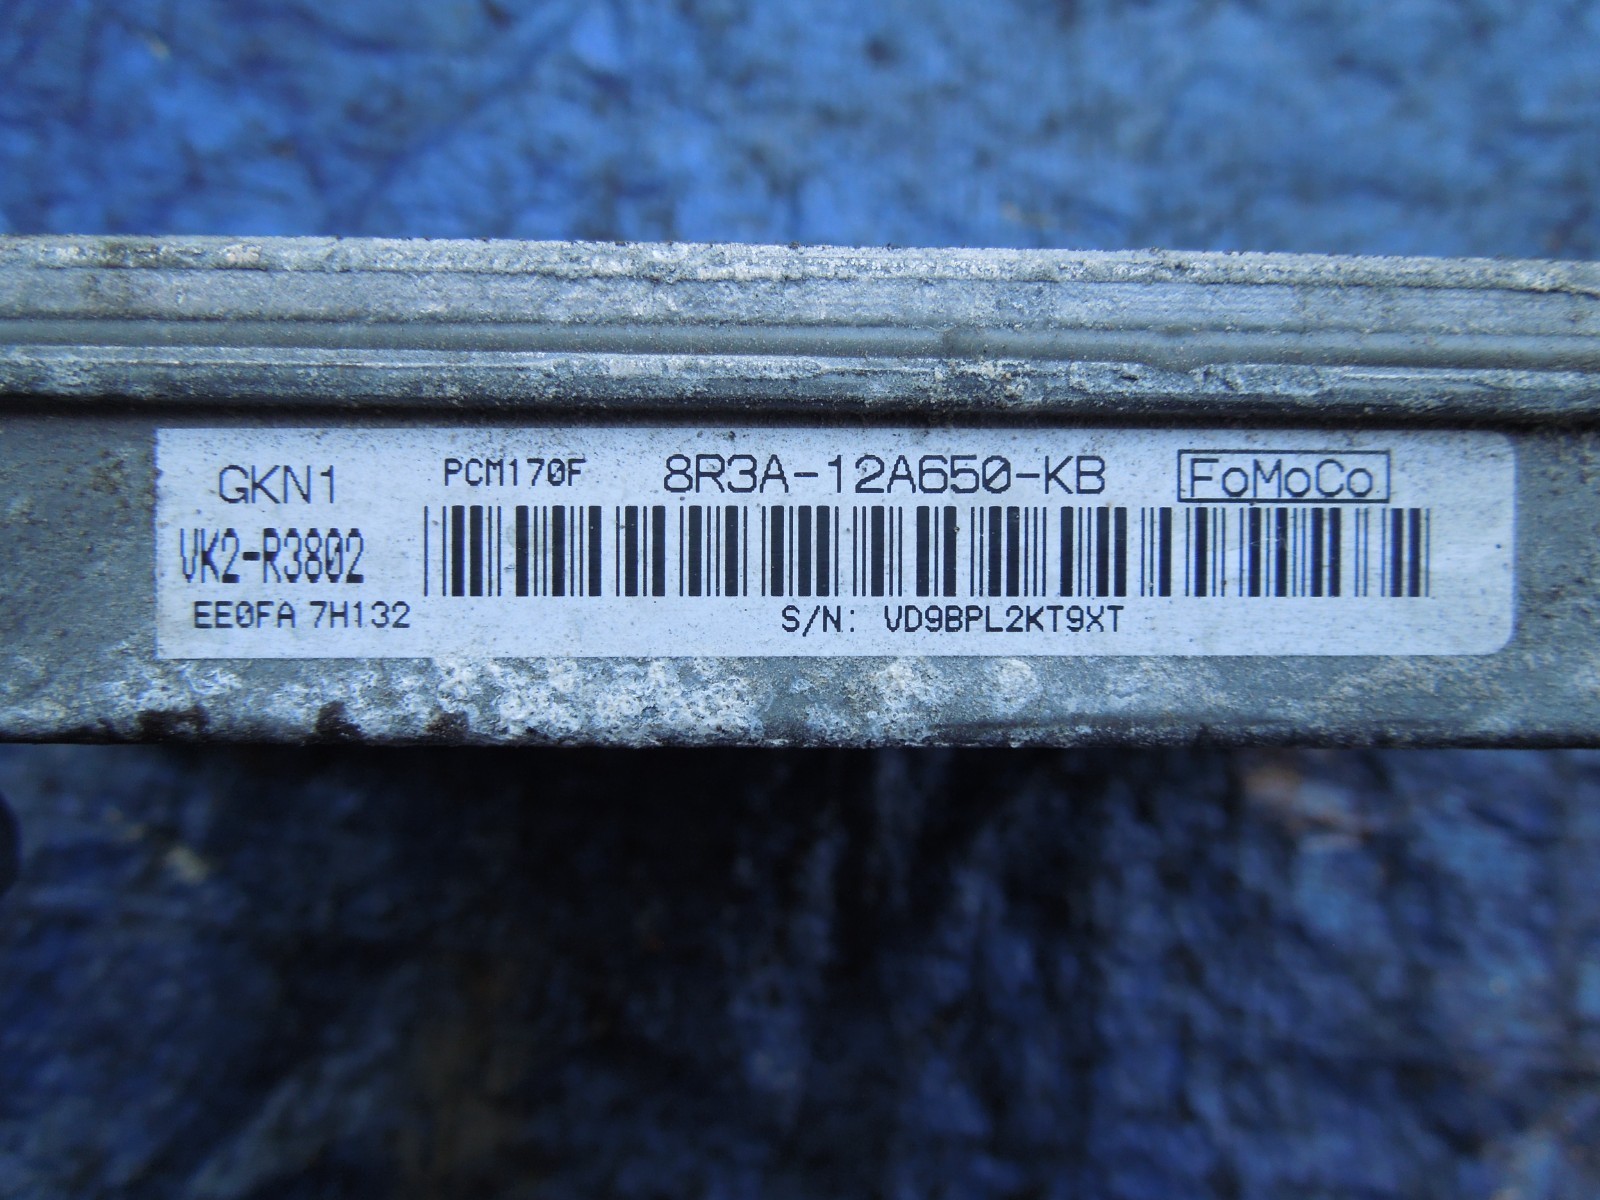 GKN1 PCM170F 8R3A-12A650-KB FoMoCo
VK2-R3802
EE0FA 7H132 S/N: VD9BPL2KT9XT